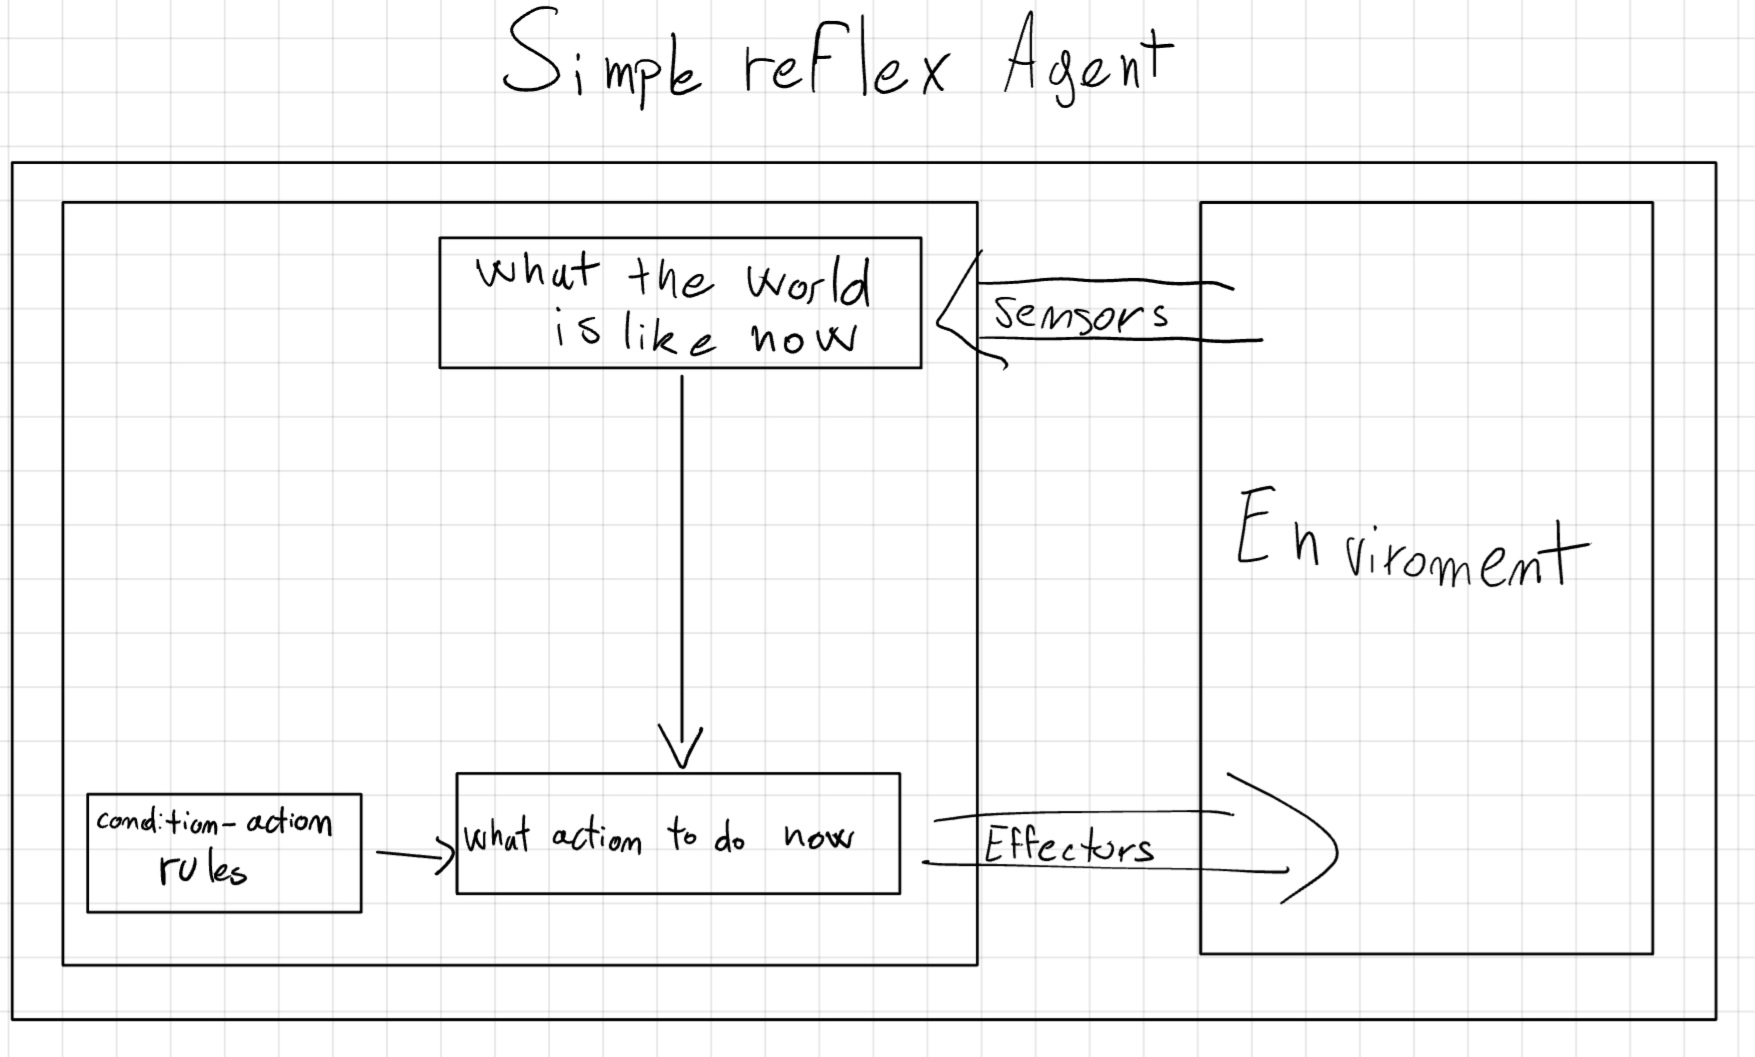 Simple reflex Agent
what the world
is like now
sensors
Enviroment
condition-action
rules
what action to do now
Effectors